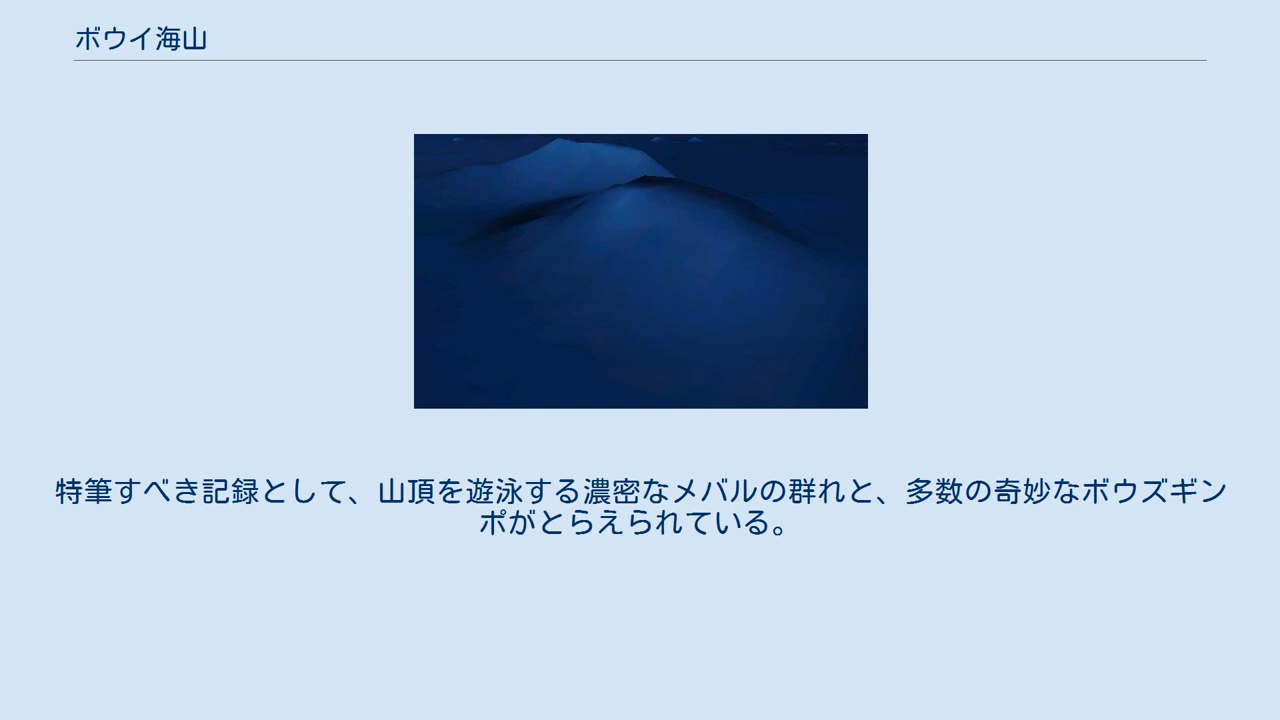 ボウイ海山
特筆すべき記録として、山頂を遊泳する濃密なメバルの群れと、多数の奇妙なボウズギン
ポがとらえられている。